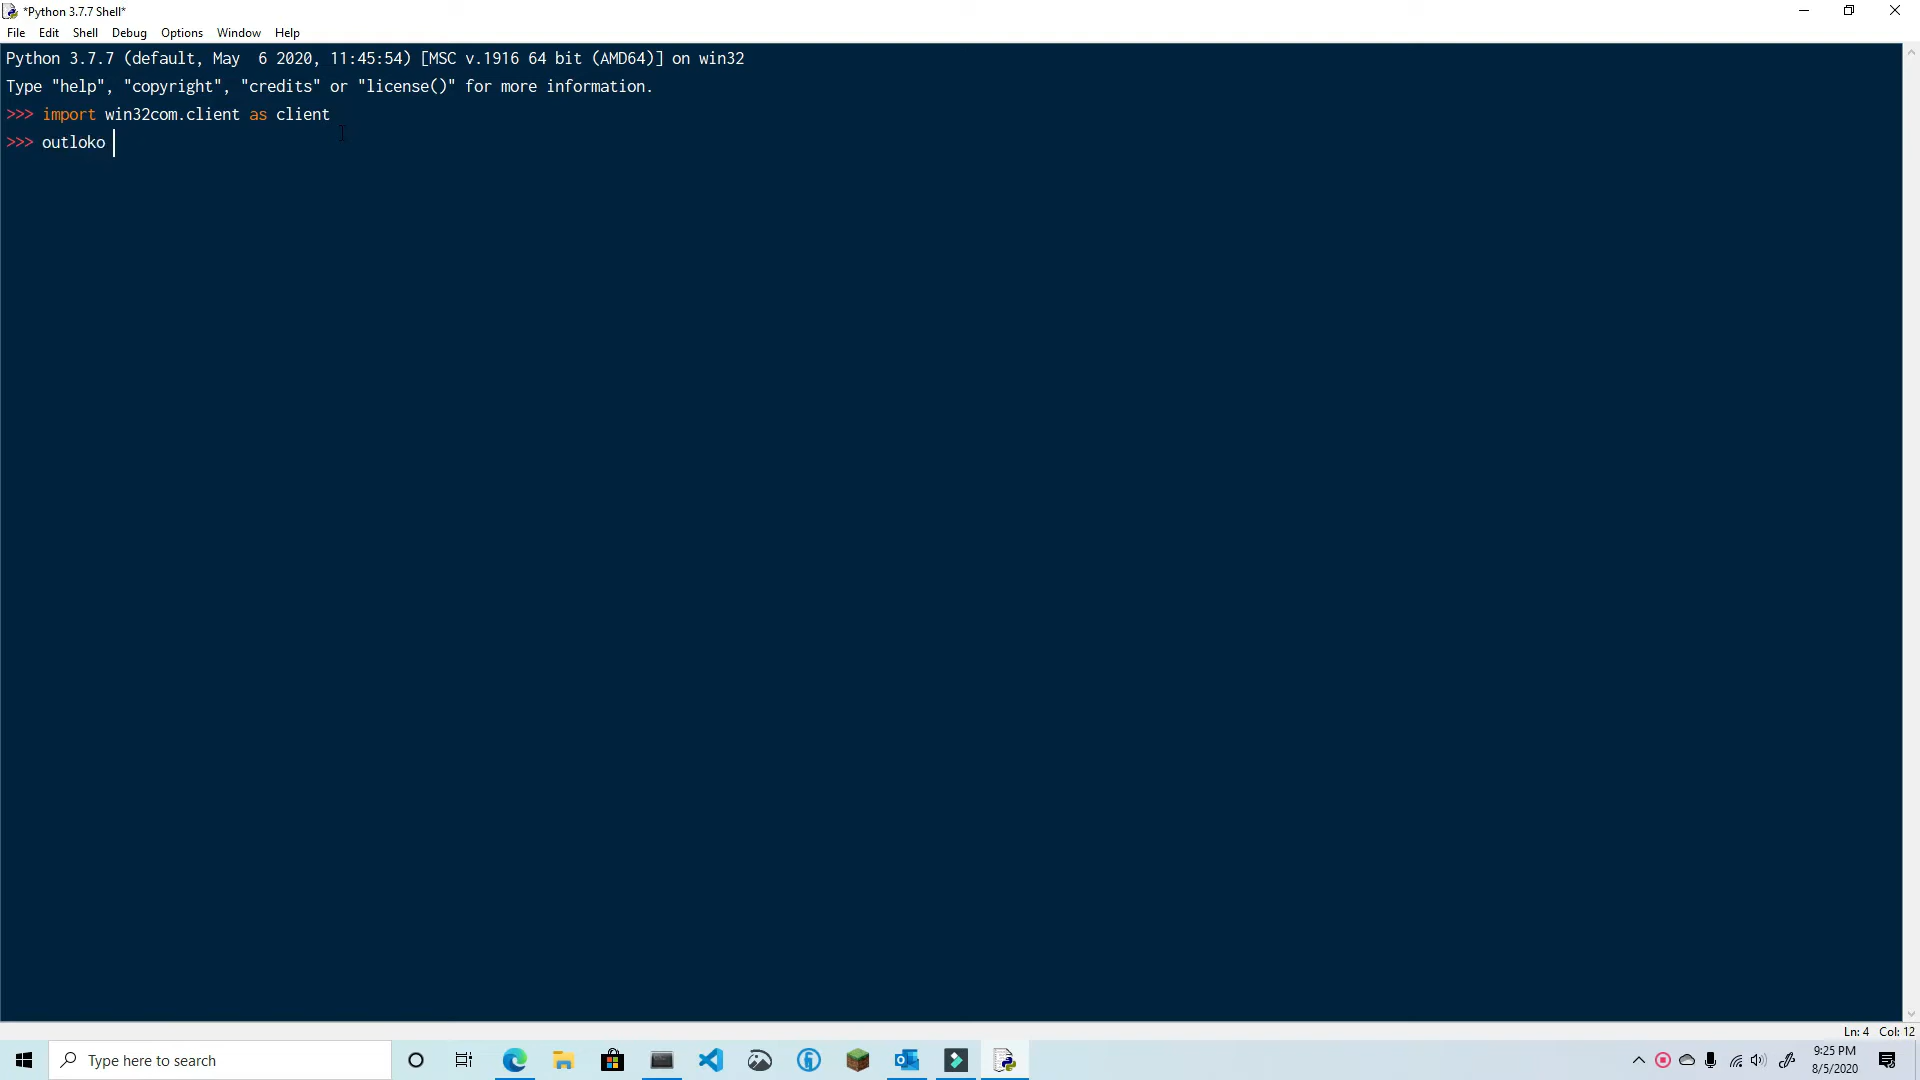 *Python 3.7.7 Shell*
File Edit Shell Debug Options Window Help
Python 3.7.7 (default, May  6 2020, 11:45:54) [MSC v.1916 64 bit (AMD64)] on win32
Type "help", "copyright", "credits" or "license()" for more information.
>>> import win32com.client as client
>>> outloko
Ln: 4 Col: 12
Type here to search
9:25 PM
8/5/2020